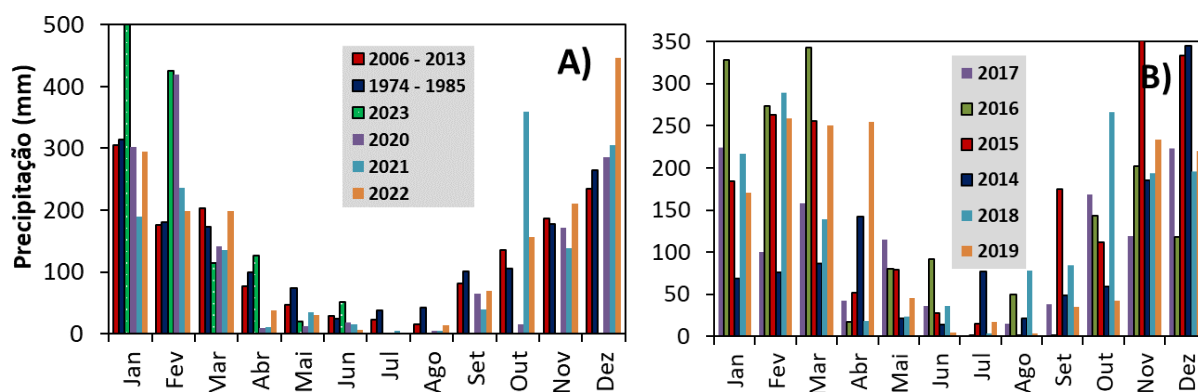 Precipitação (mm)
500
400
300
200
100
0
A)
2006 - 2013
1974 - 1985
2023
2020
2021
2022
Jan
Fev
Mar
Abr
Mai
Jun
Jul
Ago
Set
Out
Nov
Dez
350
300
250
200
150
100
50
0
B)
2017
2016
2015
2014
2018
2019
Jan
Fev
Mar
Abr
Mai
Jun
Jul
Ago
Set
Out
Nov
Dez